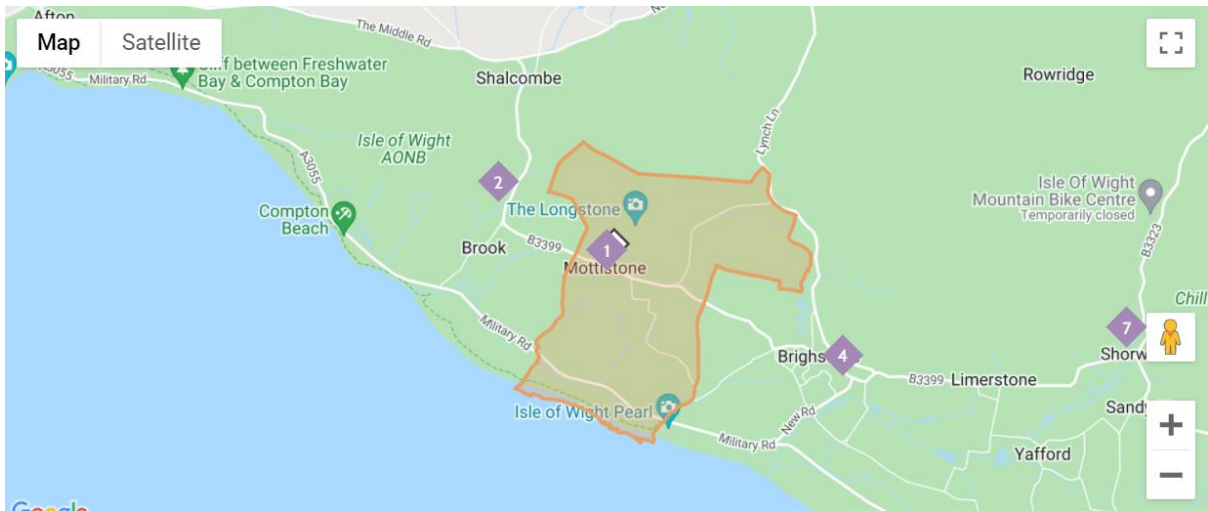 Afton
Map
Satellite
The Middle Rd
A3055
Military Rd
Cliff between Freshwater
Bay & Compton Bay
Shalcombe
Rowridge
Lynch Ln
Isle of Wight
AONB
A3055
2
Isle Of Wight
Mountain Bike Centre
Temporarily closed
The Longstone
Compton
Beach
B3399
1
Brook
Mottistone
B3323
Chill
Military Rd
7
4
Brighs
Shorw
B3399
Limerstone
Isle of Wight Pearl
New Rd
Sandy
Military Rd
Yafford
+
−
Google